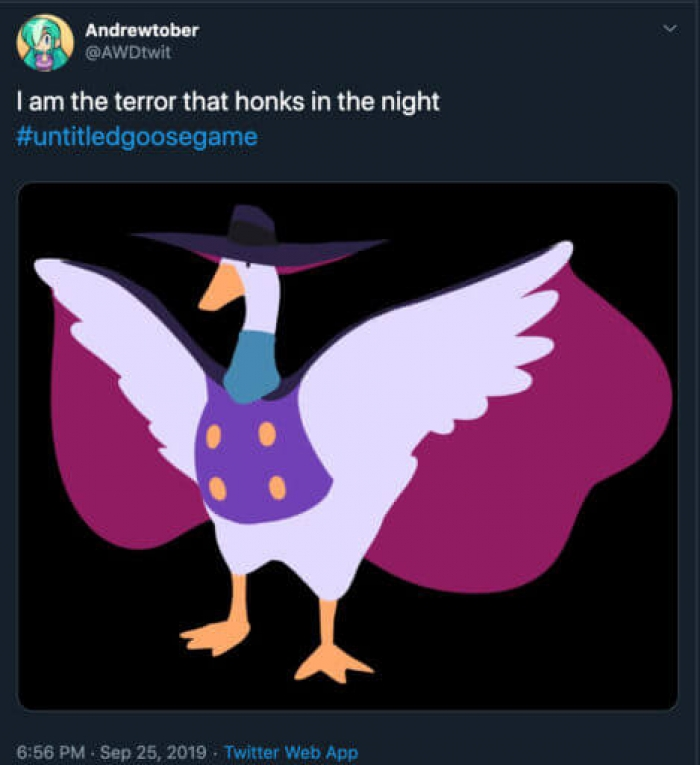 Andrewtober
@AWDtwit
I am the terror that honks in the night
#untitledgoosegame
6:56 PM · Sep 25, 2019 · Twitter Web App